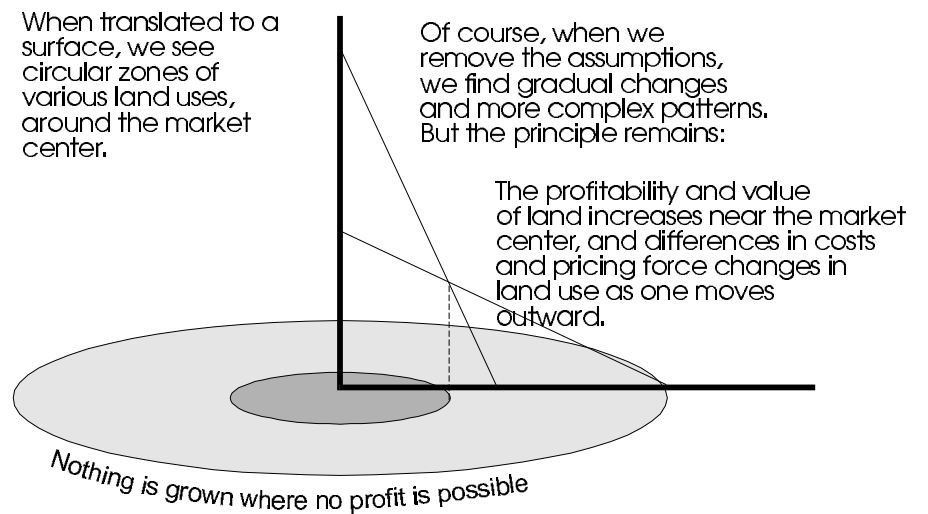 When translated to a
surface, we see
circular zones of
various land uses,
around the market
center.
Of course, when we
remove the assumptions,
we find gradual changes
and more complex patterns.
But the principle remains:
The profitability and value
of land increases near the market
center, and differences in costs
and pricing force changes in
land use as one moves
outward.
Nothing is grown where no profit is possible